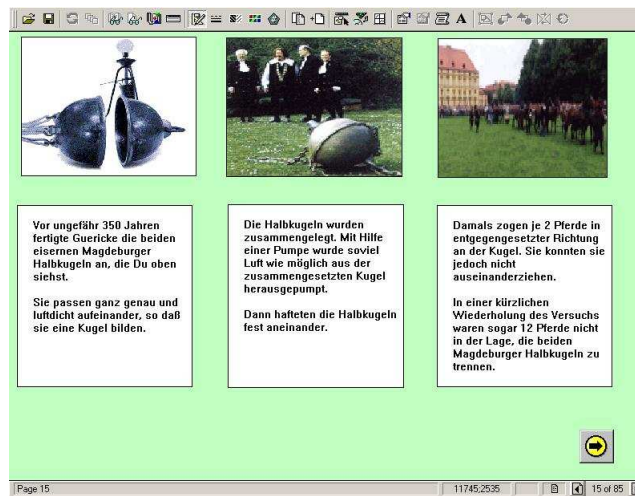 Vor ungefähr 350 Jahren
fertigte Guericke die beiden
eisernen Magdeburger
Halbkugeln an, die Du oben
siehst.
Sie passen ganz genau und
luftdicht aufeinander, so daß
sie eine Kugel bilden.
Die Halbkugeln wurden
zusammengelegt. Mit Hilfe
einer Pumpe wurde soviel
Luft wie möglich aus der
zusammengesetzten Kugel
herausgepumpt.
Dann hafteten die Halbkugeln
fest aneinander.
Damals zogen je 2 Pferde in
entgegengesetzter Richtung
an der Kugel. Sie konnten sie
jedoch nicht
auseinanderziehen.
In einer kürzlichen
Wiederholung des Versuchs
waren sogar 12 Pferde nicht
in der Lage, die beiden
Magdeburger Halbkugeln zu
trennen.
Page 15
11745;2535
15 of 85